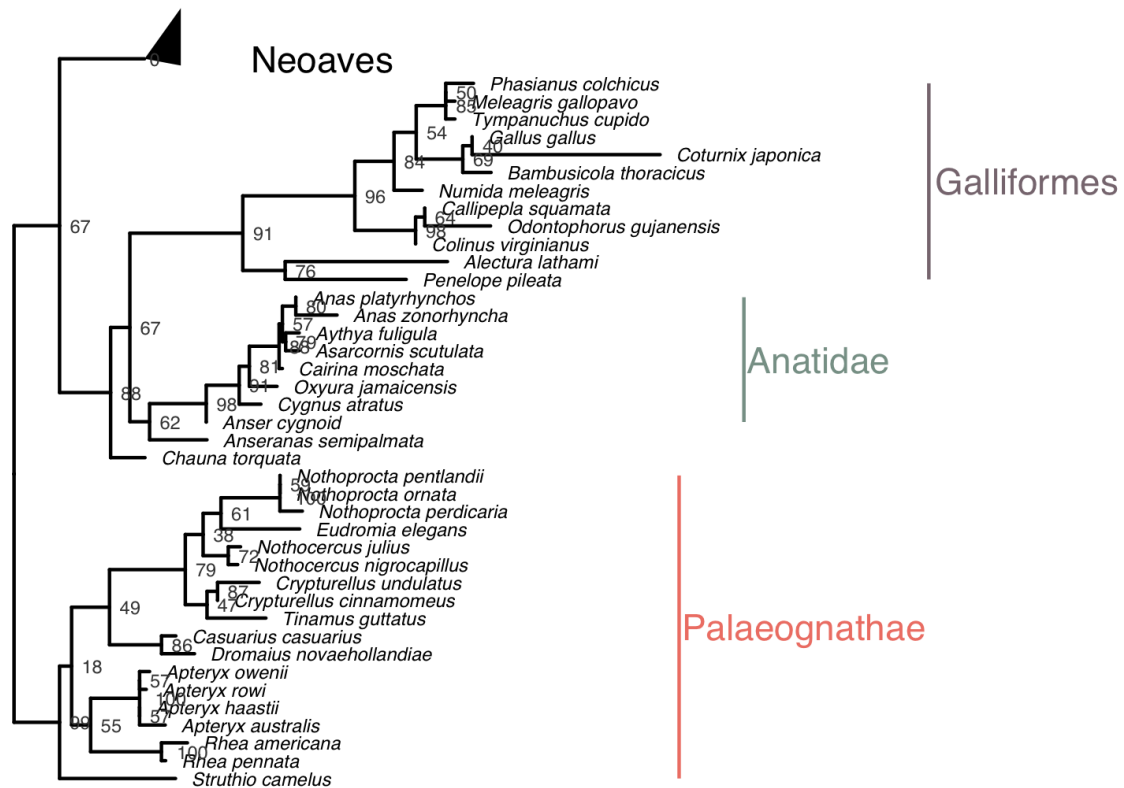 0
Neoaves
Phasianus colchicus
50
Meleagris gallopavo
85
Tympanuchus cupido
54
Gallus gallus
40
Coturnix japonica
69
84
Bambusicola thoracicus
Numida meleagris
96
Callipepla squamata
64
Odontophorus gujanensis
98
Colinus virginianus
Galliformes
67
91
Alectura lathami
76
Penelope pileata
Anas platyrhynchos
80
Anas zonorhyncha
57
67
Aythya fuligula
79
88
Asarcornis scutulata
81
Cairina moschata
Anatidae
91
Oxyura jamaicensis
88
98
Cygnus atratus
62
Anser cygnoid
Anseranas semipalmata
Chauna torquata
Nothoprocta pentlandii
59
Nothoprocta ornata
100
61
Nothoprocta perdicaria
Eudromia elegans
38
Nothocercus julius
72
79
Nothocercus nigrocapillus
Crypturellus undulatus
87
47
Crypturellus cinnamomeus
49
Tinamus guttatus
Palaeognathae
Casuarius casuarius
86
Dromaius novaehollandiae
18
Apteryx owenii
57
Apteryx rowi
100
Apteryx haastii
57
99
55
Apteryx australis
Rhea americana
100
Rhea pennata
Struthio camelus